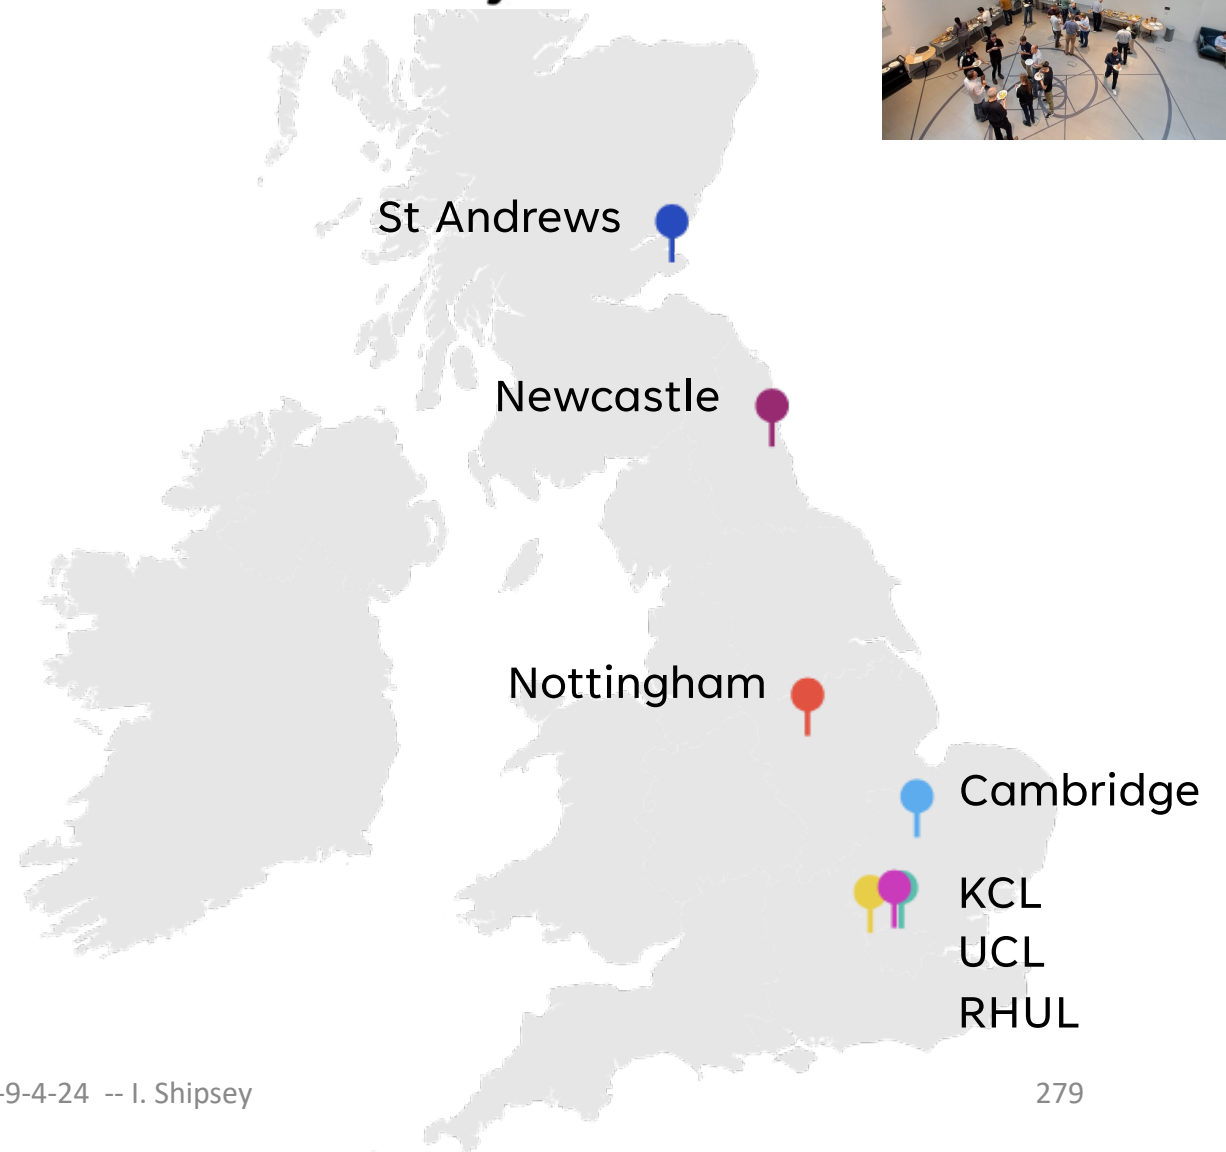 St Andrews
Newcastle
Nottingham
Cambridge
KCL
UCL
RHUL
-9-4-24 -- I. Shipsey
279